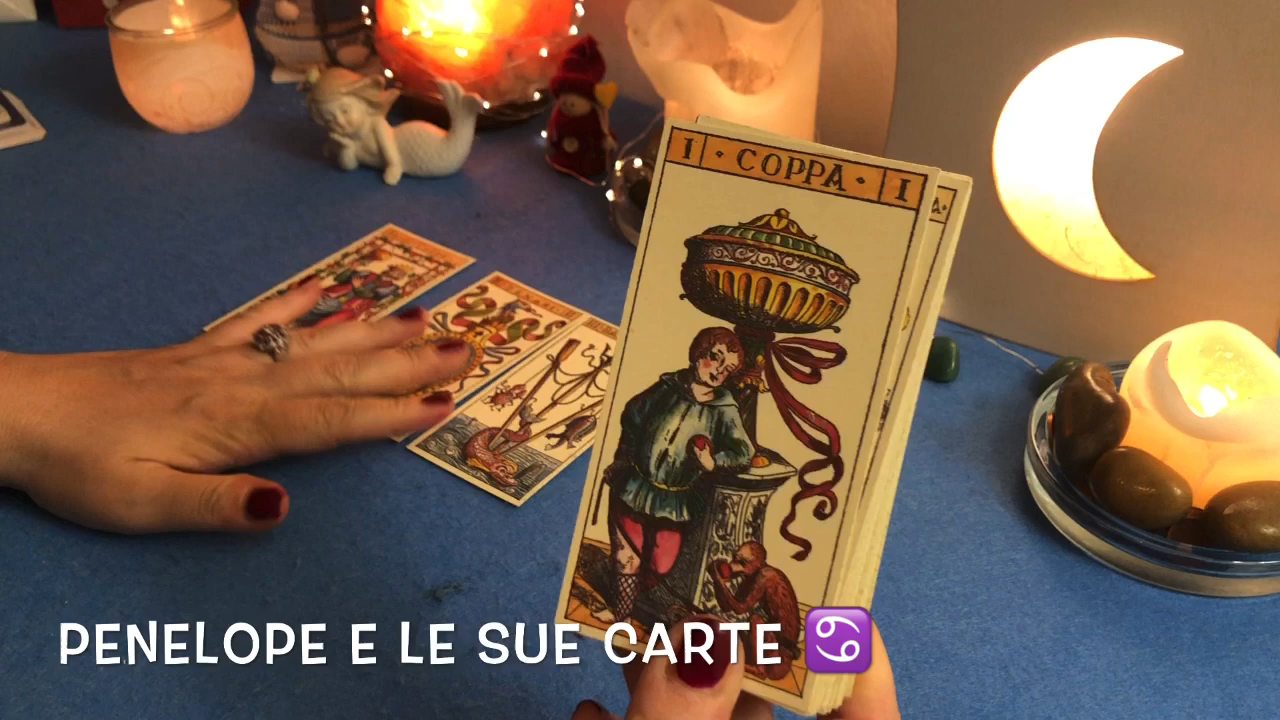 I • COPPA • I
A•
PENELOPE E LE SUE CARTE ♋